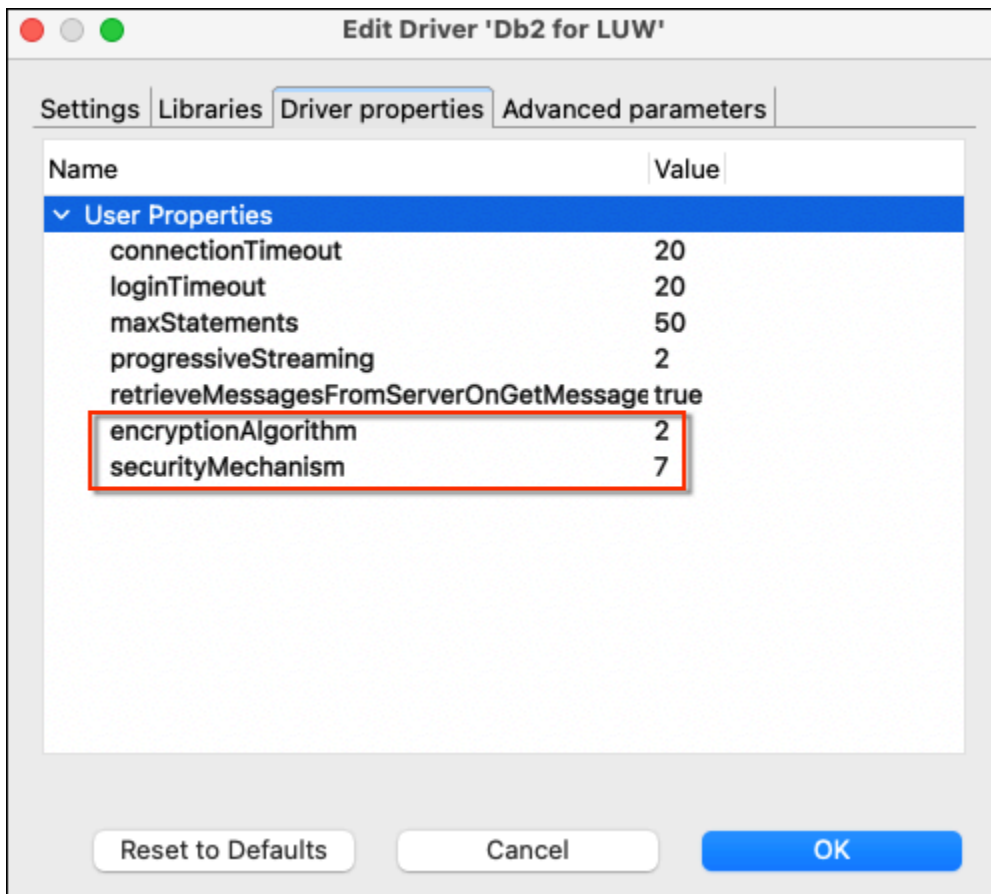 Edit Driver 'Db2 for LUW'
Settings Libraries Driver properties Advanced parameters
Name Value
User Properties
connectionTimeout 20
loginTimeout 20
maxStatements 50
progressiveStreaming 2
retrieveMessagesFromServerOnGetMessage true
encryptionAlgorithm 2
securityMechanism 7
Reset to Defaults Cancel OK